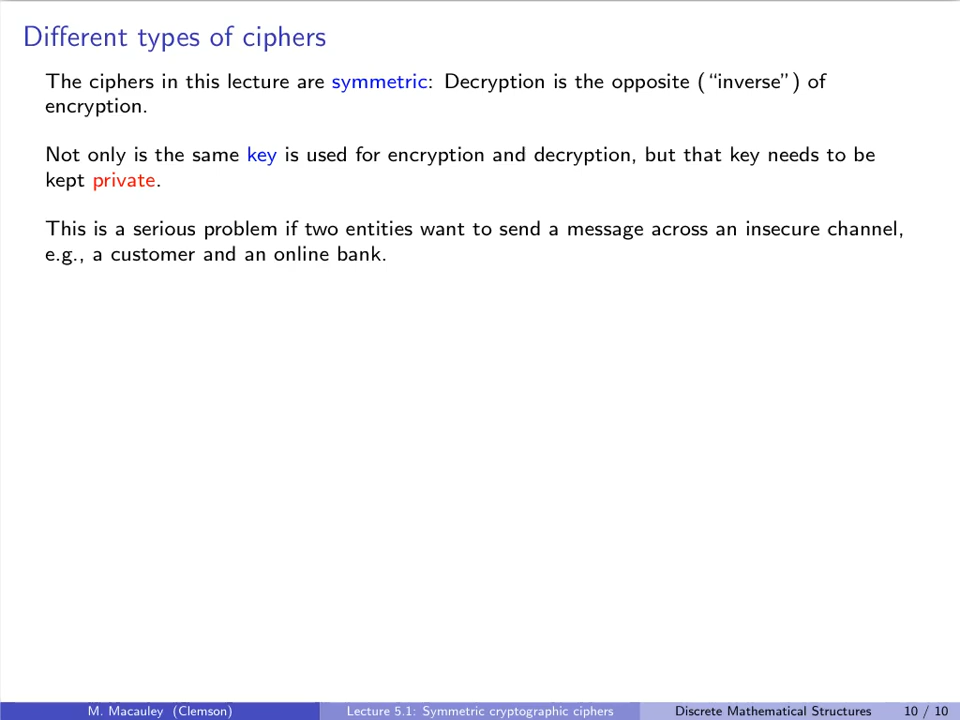 Different types of ciphers
The ciphers in this lecture are symmetric: Decryption is the opposite (“inverse”) of
encryption.
Not only is the same key is used for encryption and decryption, but that key needs to be
kept private.
This is a serious problem if two entities want to send a message across an insecure channel,
e.g., a customer and an online bank.
M. Macauley (Clemson) Lecture 5.1: Symmetric cryptographic ciphers Discrete Mathematical Structures 10 / 10